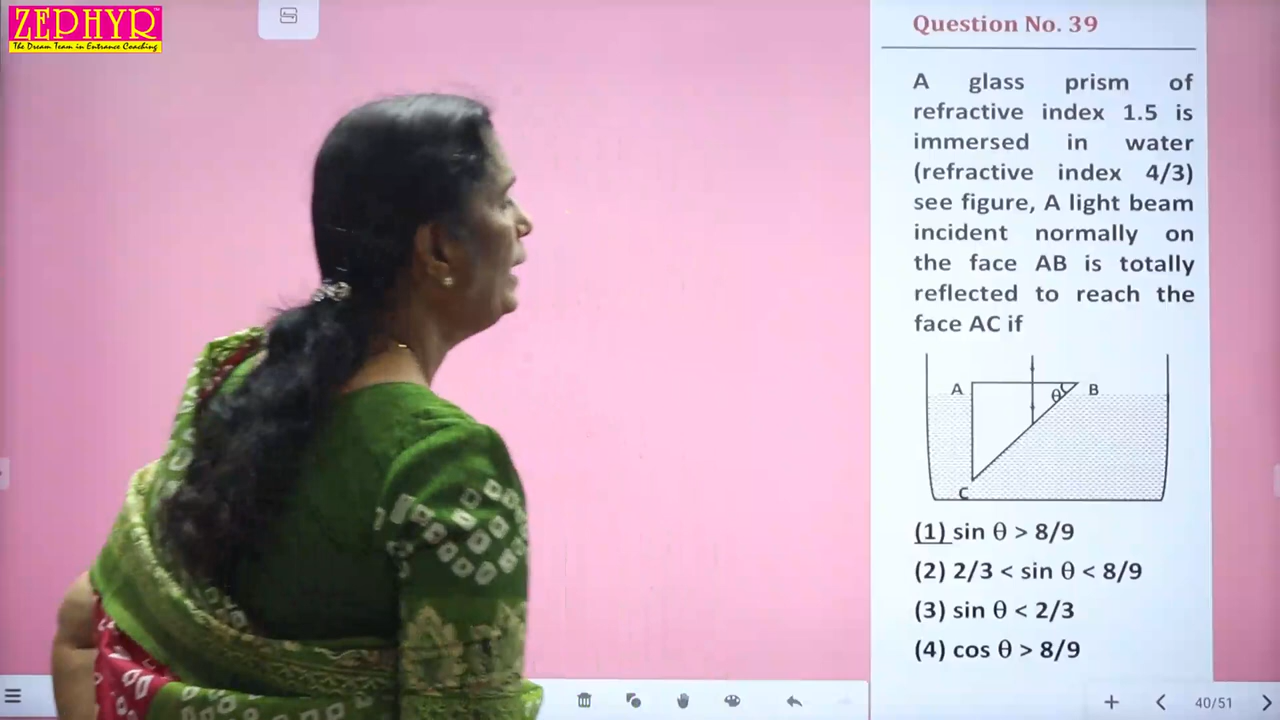 ZEPHYR™
The Dream Team in Entrance Coaching
Question No. 39
A glass prism of
refractive index 1.5 is
immersed in water
(refractive index 4/3)
see figure, A light beam
incident normally on
the face AB is totally
reflected to reach the
face AC if
A
B
θ
C
(1) sin θ > 8/9
(2) 2/3 < sin θ < 8/9
(3) sin θ < 2/3
(4) cos θ > 8/9
40/51